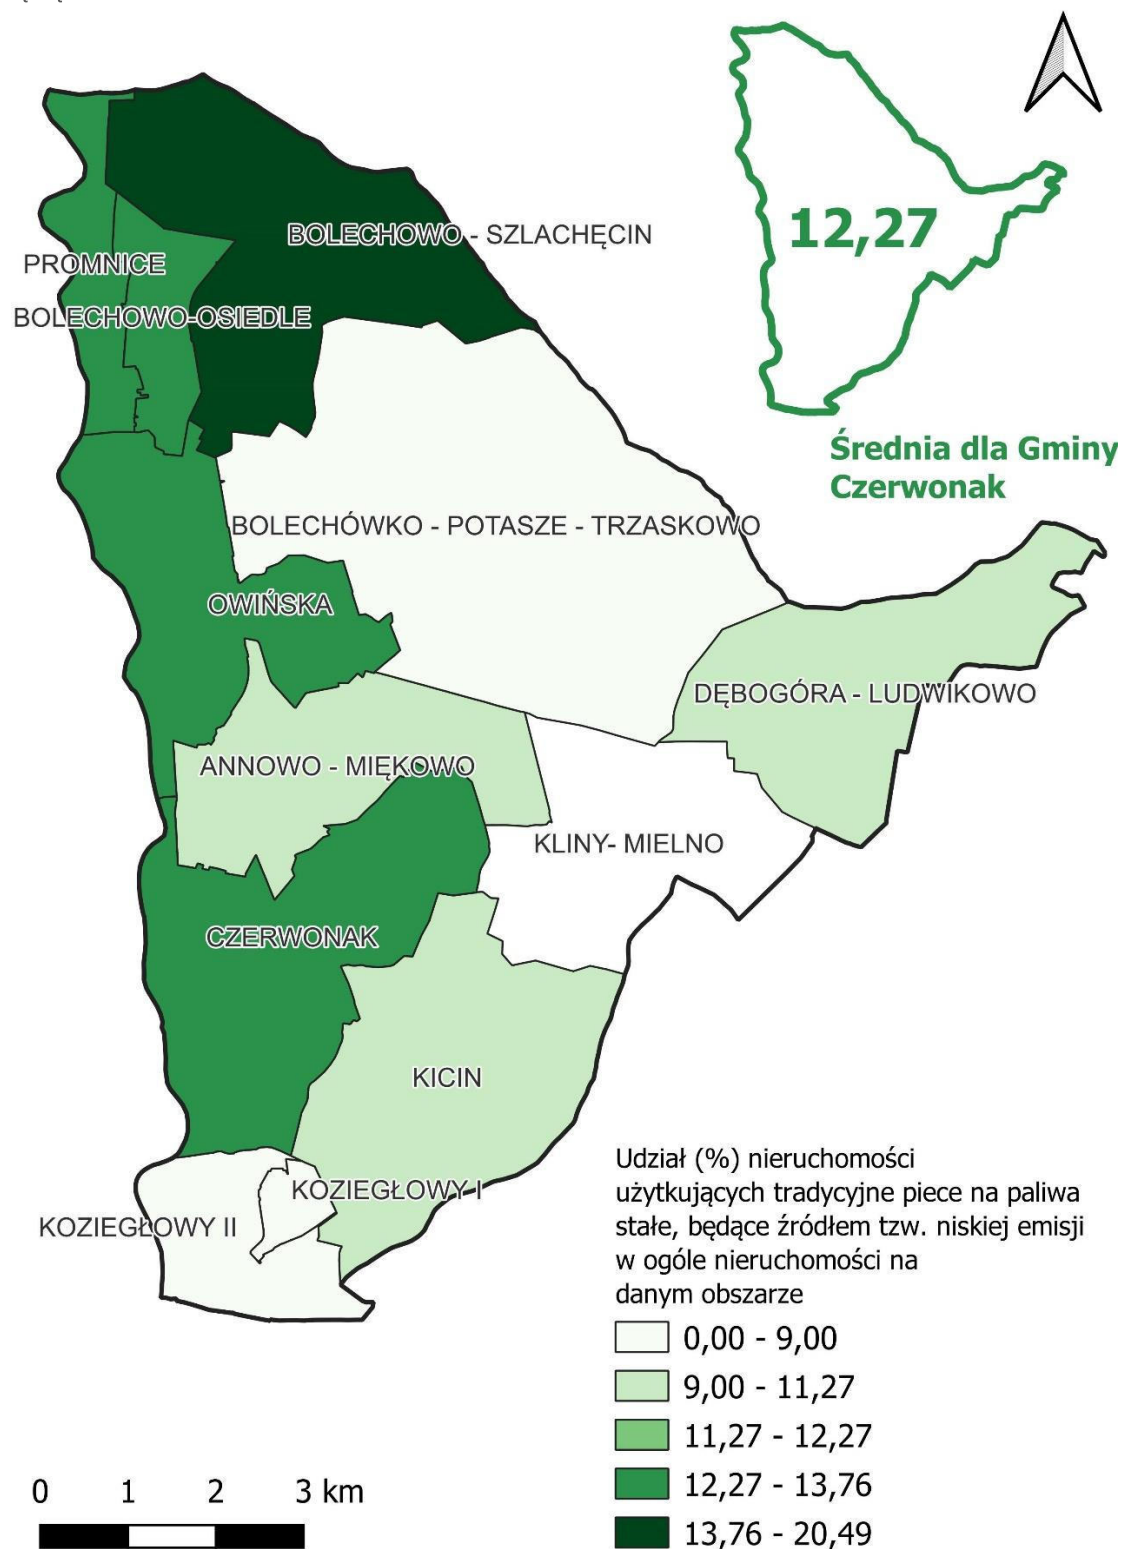 12,27
Średnia dla Gminy
Czerwonak
BOLECHOWO - SZLACHĘCIN
PROMNICE
BOLECHOWO-OSIEDLE
BOLECHÓWKO - POTASZE - TRZASKOWO
OWIŃSKA
DĘBOGÓRA - LUDWIKOWO
ANNOWO - MIĘKOWO
KLINY- MIELNO
CZERWONAK
KICIN
KOZIEGŁOWY I
KOZIEGŁOWY II
Udział (%) nieruchomości
użytkujących tradycyjne piece na paliwa
stałe, będące źródłem tzw. niskiej emisji
w ogóle nieruchomości na
danym obszarze
0,00 - 9,00
9,00 - 11,27
11,27 - 12,27
12,27 - 13,76
13,76 - 20,49
0 1 2 3 km